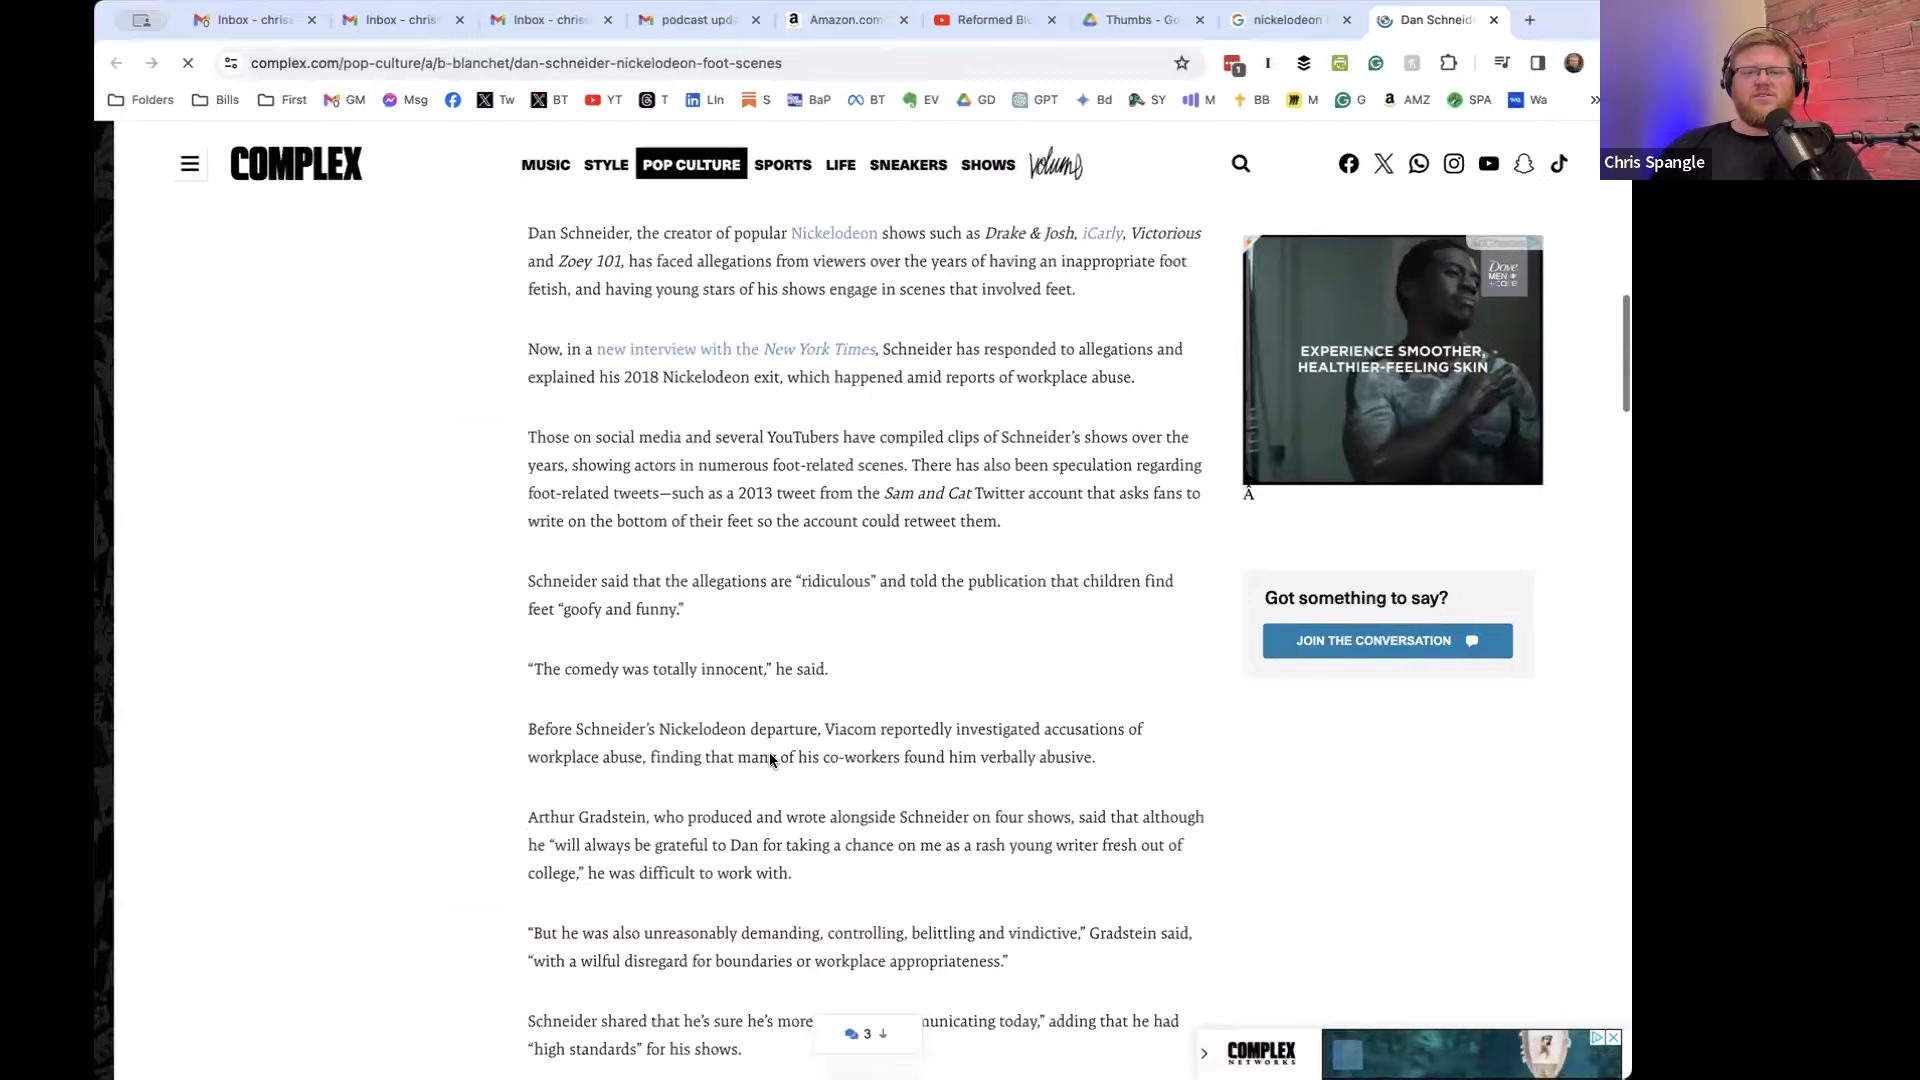 Inbox - chris
Inbox - chris
Inbox - chris
podcast upd
Amazon.com
Reformed Bl
Thumbs - Go
nickelodeon
Dan Schneid
complex.com/pop-culture/a/b-blanchet/dan-schneider-nickelodeon-foot-scenes
1
Folders
Bills
First
GM
Msg
Tw
BT
YT
T
LIn
S
BaP
BT
EV
GD
GPT
Bd
SY
M
BB
M
G
AMZ
SPA
Wa
»
Chris Spangle
COMPLEX
MUSIC
STYLE
POP CULTURE
SPORTS
LIFE
SNEAKERS
SHOWS
Volume
Dan Schneider, the creator of popular Nickelodeon shows such as Drake & Josh, iCarly, Victorious
and Zoey 101, has faced allegations from viewers over the years of having an inappropriate foot
fetish, and having young stars of his shows engage in scenes that involved feet.
Now, in a new interview with the New York Times, Schneider has responded to allegations and
explained his 2018 Nickelodeon exit, which happened amid reports of workplace abuse.
Those on social media and several YouTubers have compiled clips of Schneider’s shows over the
years, showing actors in numerous foot-related scenes. There has also been speculation regarding
foot-related tweets—such as a 2013 tweet from the Sam and Cat Twitter account that asks fans to
write on the bottom of their feet so the account could retweet them.
Schneider said that the allegations are “ridiculous” and told the publication that children find
feet “goofy and funny.”
“The comedy was totally innocent,” he said.
Before Schneider’s Nickelodeon departure, Viacom reportedly investigated accusations of
workplace abuse, finding that many of his co-workers found him verbally abusive.
Arthur Gradstein, who produced and wrote alongside Schneider on four shows, said that although
he “will always be grateful to Dan for taking a chance on me as a rash young writer fresh out of
college,” he was difficult to work with.
“But he was also unreasonably demanding, controlling, belittling and vindictive,” Gradstein said,
“with a wilful disregard for boundaries or workplace appropriateness.”
Schneider shared that he’s sure he’s more municating today,” adding that he had
“high standards” for his shows.
3
Dove
MEN
+care
EXPERIENCE SMOOTHER,
HEALTHIER-FEELING SKIN
Â
Got something to say?
JOIN THE CONVERSATION
COMPLEX
NETWORKS